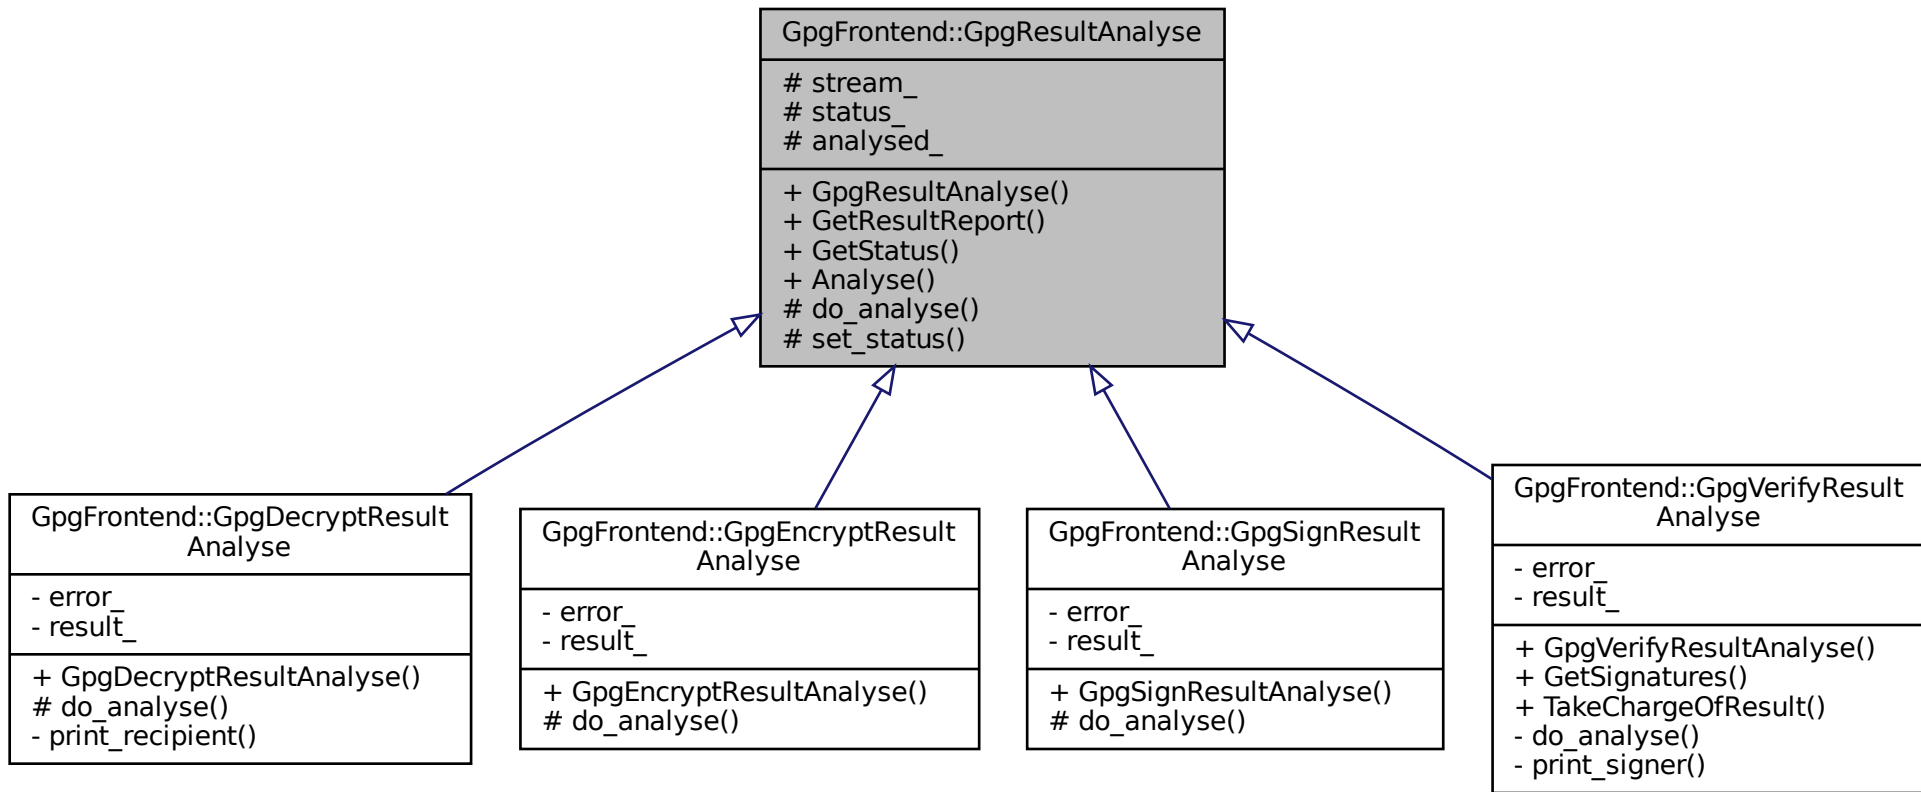 GpgFrontend::GpgResultAnalyse
# stream_
# status_
# analysed_
+ GpgResultAnalyse()
+ GetResultReport()
+ GetStatus()
+ Analyse()
# do_analyse()
# set_status()
GpgFrontend::GpgDecryptResult
Analyse
- error_
- result_
+ GpgDecryptResultAnalyse()
# do_analyse()
- print_recipient()
GpgFrontend::GpgEncryptResult
Analyse
- error_
- result_
+ GpgEncryptResultAnalyse()
# do_analyse()
GpgFrontend::GpgSignResult
Analyse
- error_
- result_
+ GpgSignResultAnalyse()
# do_analyse()
GpgFrontend::GpgVerifyResult
Analyse
- error_
- result_
+ GpgVerifyResultAnalyse()
+ GetSignatures()
+ TakeChargeOfResult()
- do_analyse()
- print_signer()